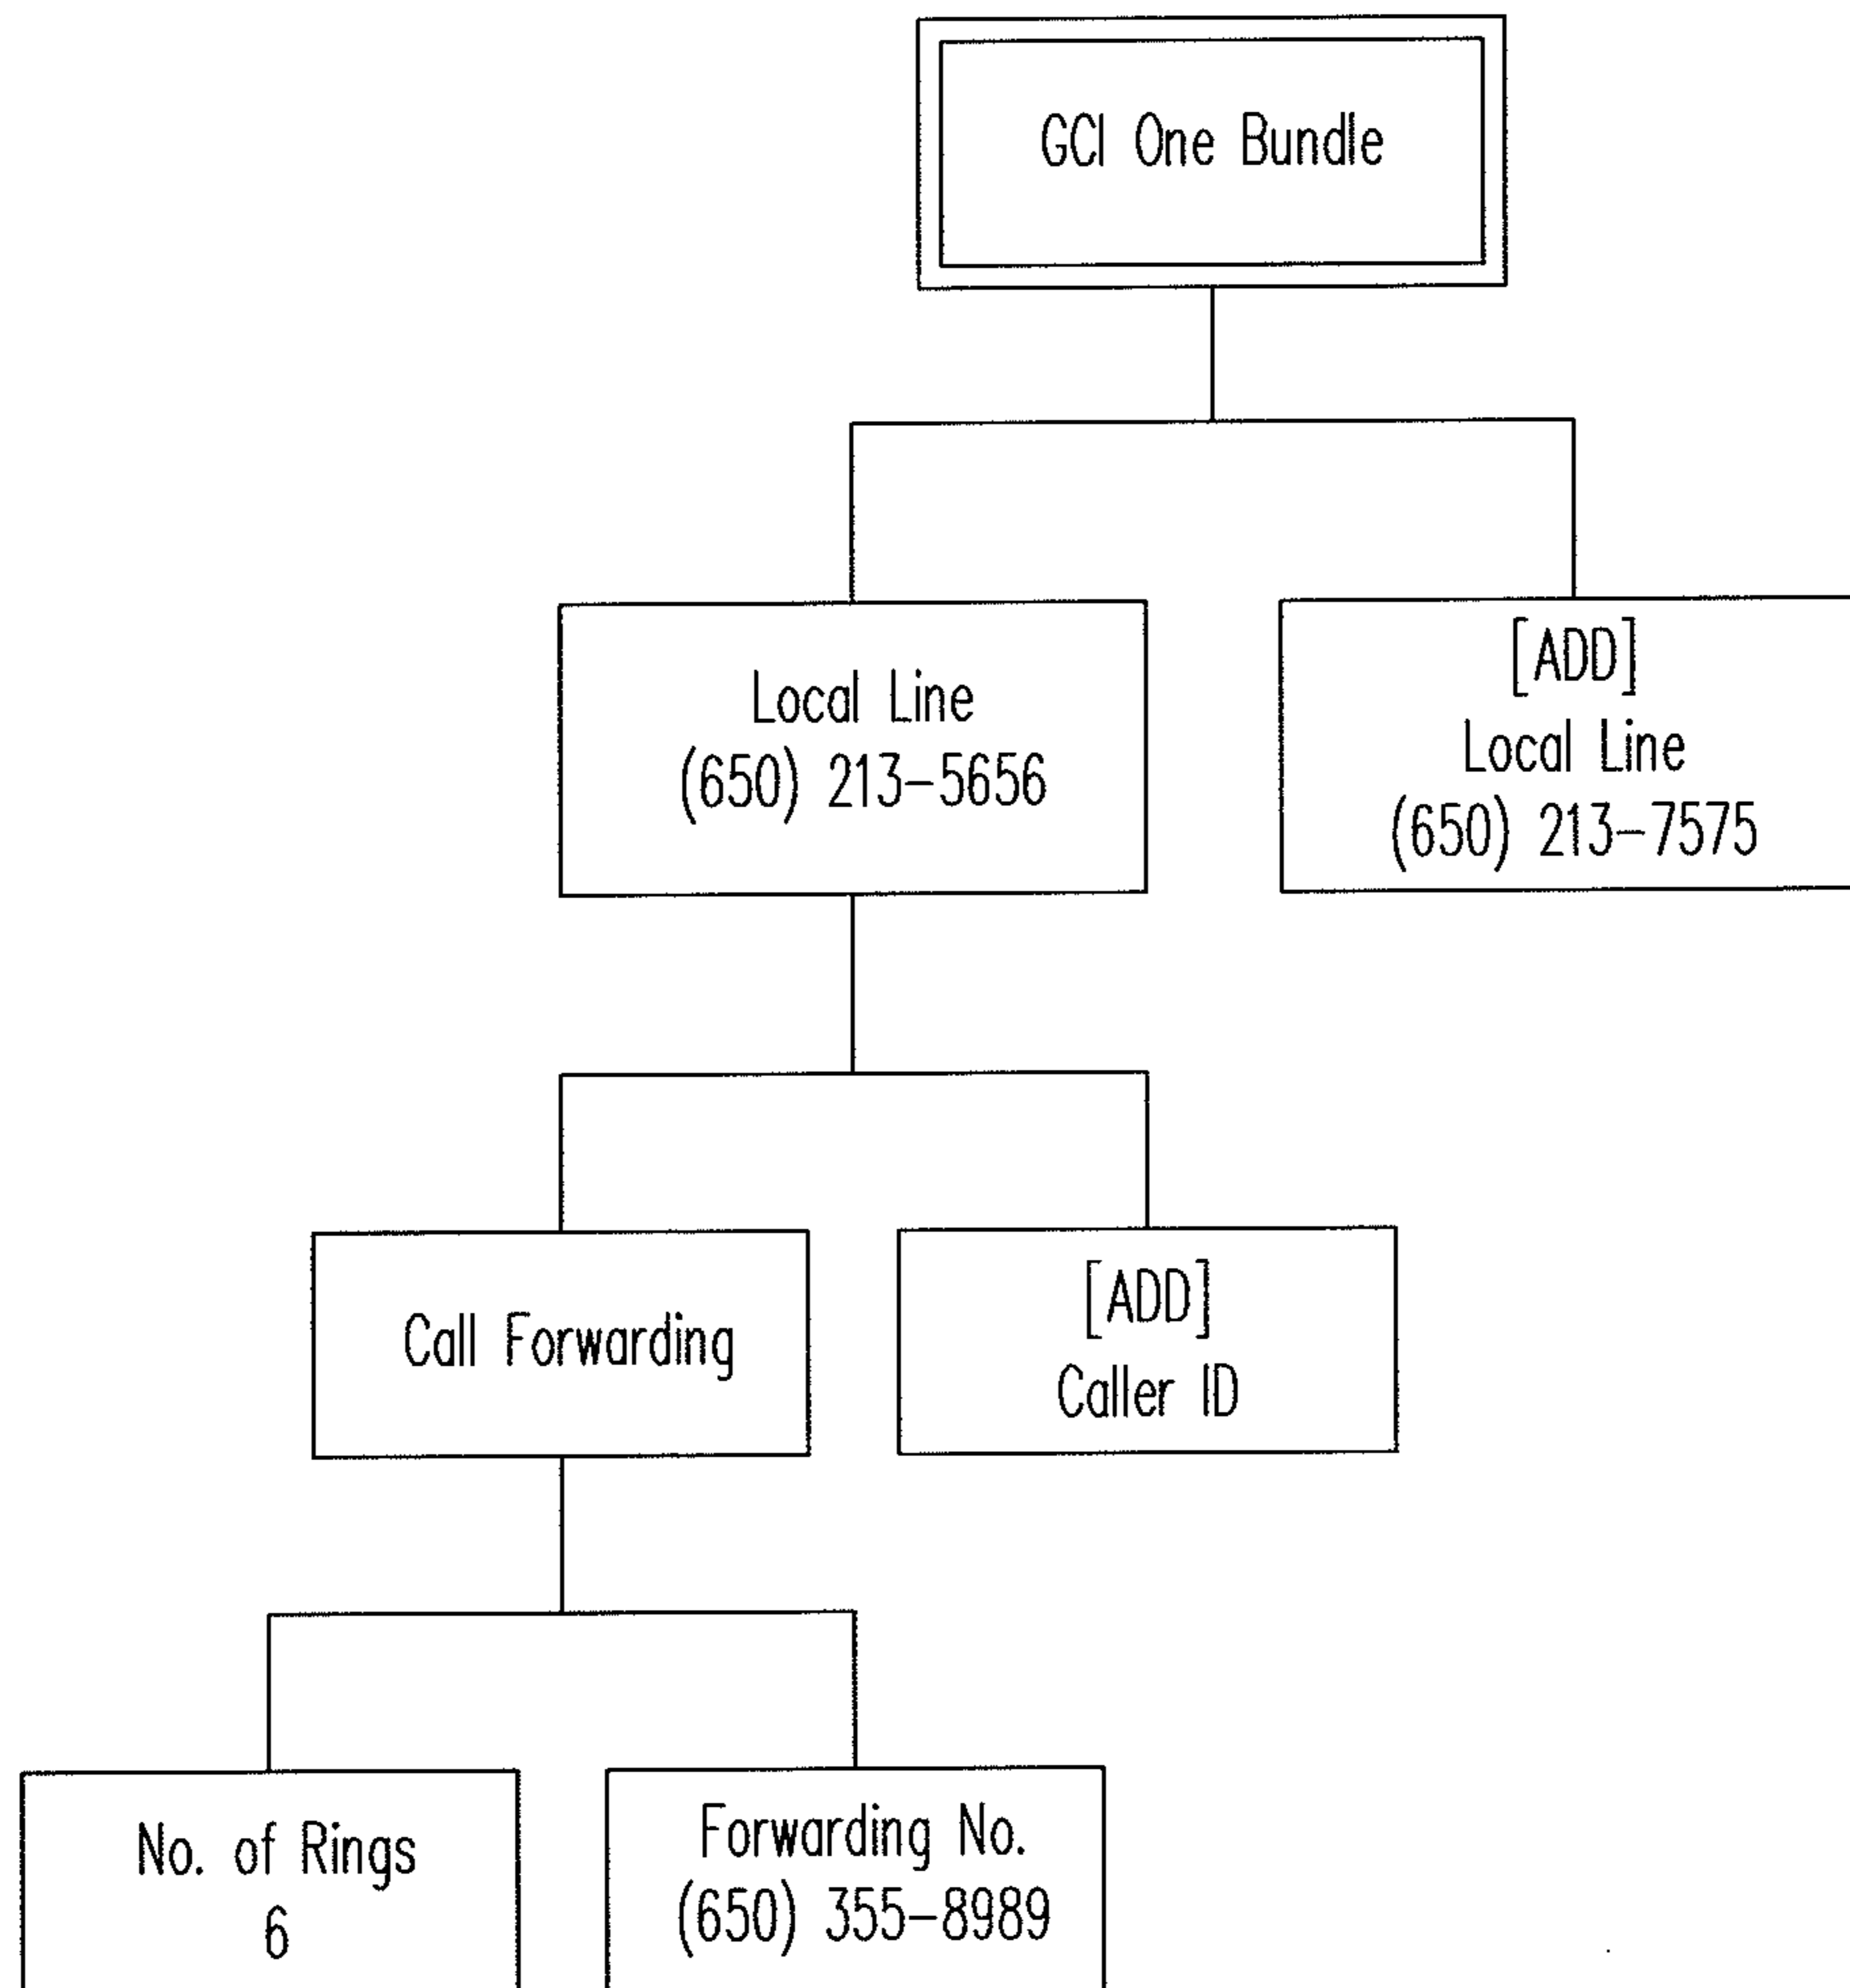 GCI One Bundle
Local Line
(650) 213-5656
[ADD]
Local Line
(650) 213-7575
Call Forwarding
[ADD]
Caller ID
No. of Rings
6
Forwarding No.
(650) 355-8989